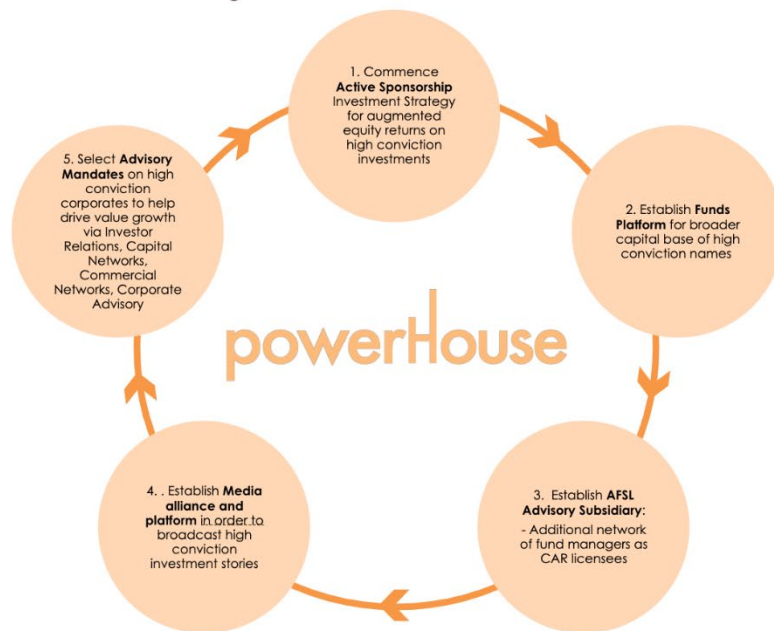 1. Commence
Active Sponsorship
Investment Strategy
for augmented
equity returns on
high conviction
investments
2. Establish Funds
Platform for broader
capital base of high
conviction names
3. Establish AFSL
Advisory Subsidiary:
- Additional network
of fund managers as
CAR licensees
4. . Establish Media
alliance and
platform in order to
broadcast high
conviction
investment stories
5. Select Advisory
Mandates on high
conviction
corporates to help
drive value growth
via Investor
Relations, Capital
Networks,
Commercial
Networks, Corporate
Advisory
powerHouse